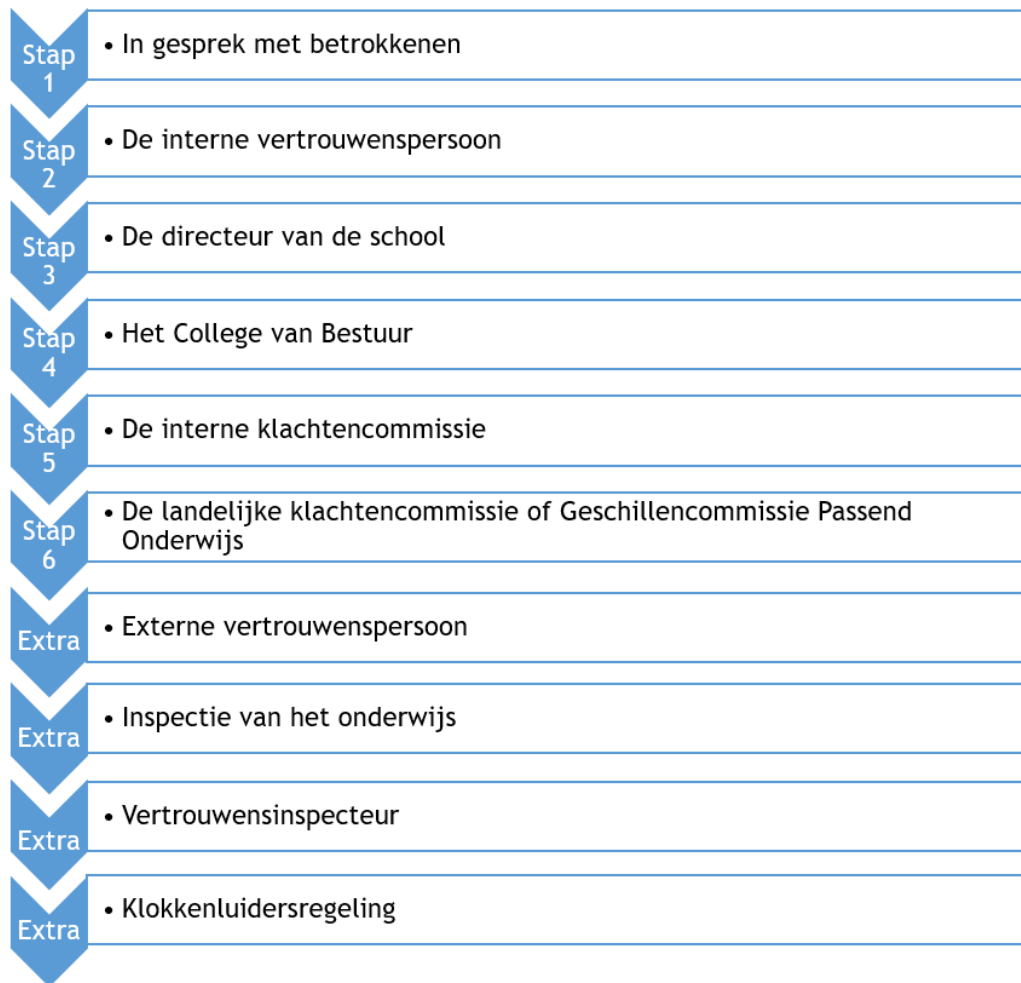 Stap
1
• In gesprek met betrokkenen
Stap
2
• De interne vertrouwenspersoon
Stap
3
• De directeur van de school
Stap
4
• Het College van Bestuur
Stap
5
• De interne klachtencommissie
Stap
6
• De landelijke klachtencommissie of Geschillencommissie Passend
Onderwijs
Extra
• Externe vertrouwenspersoon
Extra
• Inspectie van het onderwijs
Extra
• Vertrouwensinspecteur
Extra
• Klokkenluidersregeling